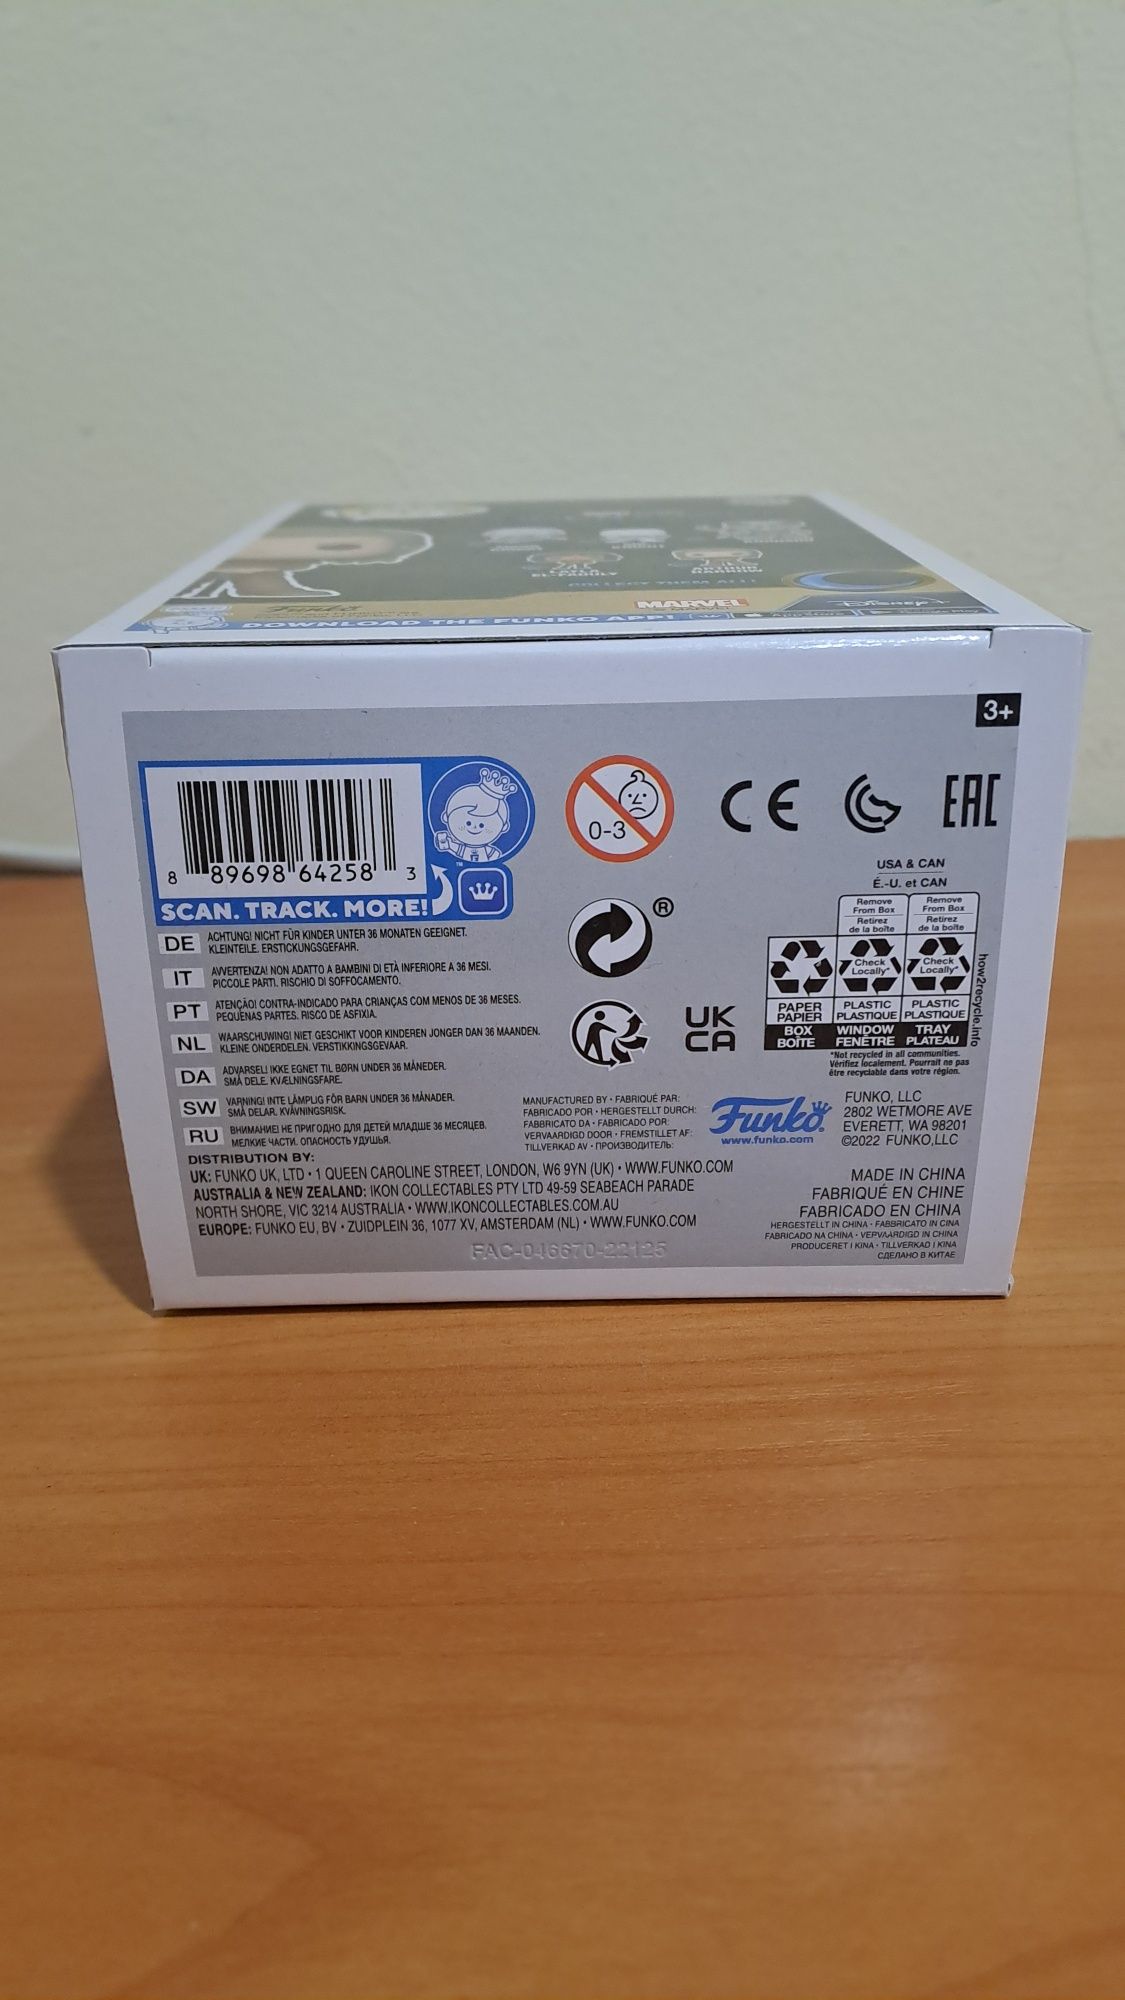 LAYLA
EL-FAOULY
ARTHUR
HARROW
COLLECT THEM ALL!
Funko
MARVEL
Disney+
DOWNLOAD THE FUNKO APP!
3+
8 89698 64258 3
SCAN. TRACK. MORE!
™
0-3
CE
EAC
®
UK
CA
USA & CAN
É.-U. et CAN
Remove
From Box
Retirez
de la boîte
Remove
From Box
Retirez
de la boîte
Check
Locally*
Check
Locally*
PAPER
PAPIER
PLASTIC
PLASTIQUE
PLASTIC
PLASTIQUE
BOX
BOÎTE
WINDOW
FENÊTRE
TRAY
PLATEAU
how2recycle.info
*Not recycled in all communities.
Vérifiez localement. Pourrait ne pas
être recyclable dans votre région.
DE ACHTUNG! NICHT FÜR KINDER UNTER 36 MONATEN GEEIGNET.
KLEINTEILE. ERSTICKUNGSGEFAHR.
IT AVVERTENZA! NON ADATTO A BAMBINI DI ETÀ INFERIORE A 36 MESI.
PICCOLE PARTI. RISCHIO DI SOFFOCAMENTO.
PT ATENÇÃO! CONTRA-INDICADO PARA CRIANÇAS COM MENOS DE 36 MESES.
PEQUENAS PARTES. RISCO DE ASFIXIA.
NL WAARSCHUWING! NIET GESCHIKT VOOR KINDEREN JONGER DAN 36 MAANDEN.
KLEINE ONDERDELEN. VERSTIKKINGSGEVAAR.
DA ADVARSEL! IKKE EGNET TIL BØRN UNDER 36 MÅNEDER.
SMÅ DELE. KVÆLNINGSFARE.
SW VARNING! INTE LÄMPLIG FÖR BARN UNDER 36 MÅNADER.
SMÅ DELAR. KVÄVNINGSRISK.
RU ВНИМАНИЕ! НЕ ПРИГОДНО ДЛЯ ДЕТЕЙ МЛАДШЕ 36 МЕСЯЦЕВ.
МЕЛКИЕ ЧАСТИ. ОПАСНОСТЬ УДУШЬЯ.
MANUFACTURED BY • FABRIQUÉ PAR:
FABRICADO POR • HERGESTELLT DURCH:
FABBRICATO DA • FABRICADO POR:
VERVAARDIGD DOOR • FREMSTILLET AF:
TILLVERKAD AV • ПРОИЗВОДИТЕЛЬ:
Funko
www.funko.com
FUNKO, LLC
2802 WETMORE AVE
EVERETT, WA 98201
©2022 FUNKO,LLC
DISTRIBUTION BY:
UK: FUNKO UK, LTD • 1 QUEEN CAROLINE STREET, LONDON, W6 9YN (UK) • WWW.FUNKO.COM
AUSTRALIA & NEW ZEALAND: IKON COLLECTABLES PTY LTD 49-59 SEABEACH PARADE
NORTH SHORE, VIC 3214 AUSTRALIA • WWW.IKONCOLLECTABLES.COM.AU
EUROPE: FUNKO EU, BV • ZUIDPLEIN 36, 1077 XV, AMSTERDAM (NL) • WWW.FUNKO.COM
MADE IN CHINA
FABRIQUÉ EN CHINE
FABRICADO EN CHINA
HERGESTELLT IN CHINA • FABBRICATO IN CINA
FABRICADO NA CHINA • VERVAARDIGD IN CHINA
PRODUCERET I KINA • TILLVERKAD I KINA
СДЕЛАНО В КИТАЕ
FAC-046670-22125